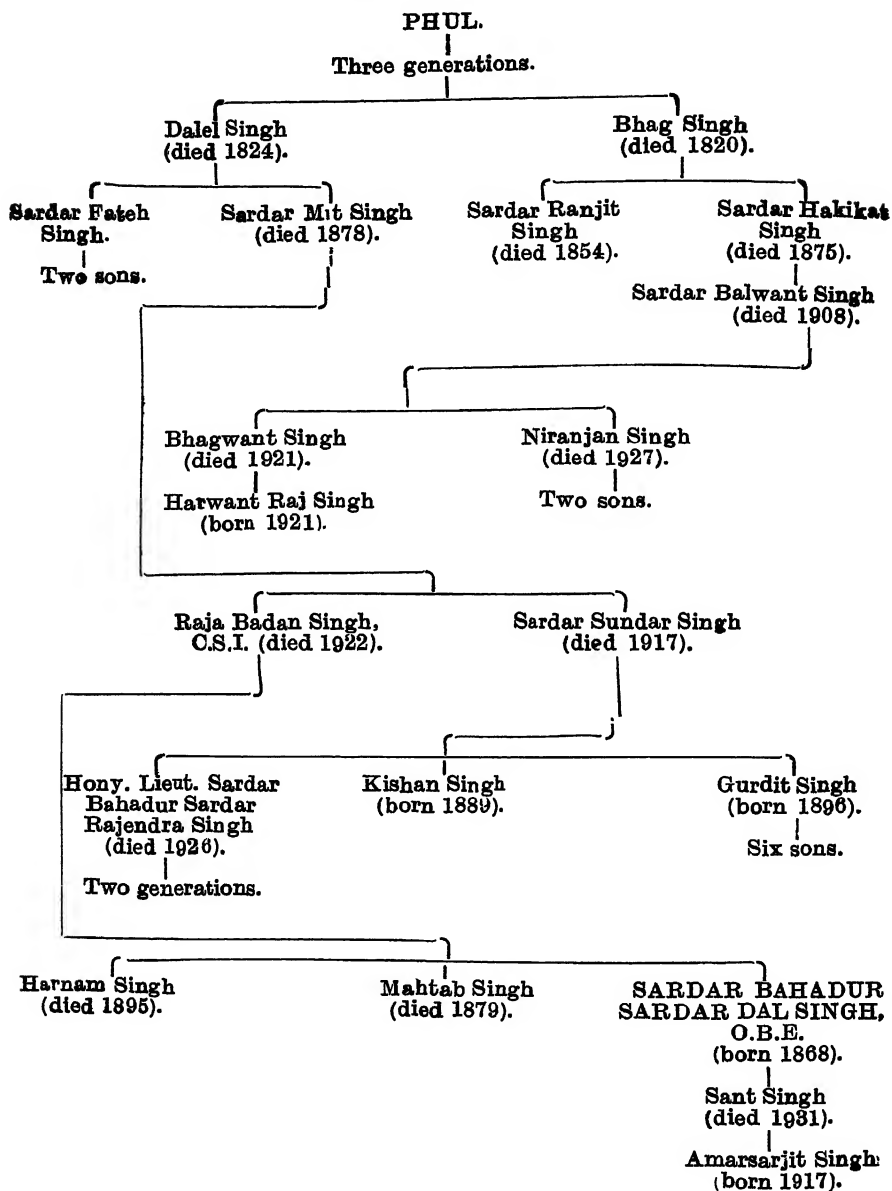 PHUL.
Three generations.
Dalel Singh
(died 1824).
Bhag Singh
(died 1820).
Sardar Fateh
Singh.
Two sons.
Sardar Mit Singh
(died 1878).
Sardar Ranjit
Singh
(died 1854).
Sardar Hakikat
Singh
(died 1875).
Sardar Balwant Singh
(died 1908).
Bhagwant Singh
(died 1921).
Harwant Raj Singh
(born 1921).
Niranjan Singh
(died 1927).
Two sons.
Raja Badan Singh,
C.S.I. (died 1922).
Sardar Sundar Singh
(died 1917).
Hony. Lieut. Sardar
Bahadur Sardar
Rajendra Singh
(died 1926).
Two generations.
Kishan Singh
(born 1889).
Gurdit Singh
(born 1896).
Six sons.
Harnam Singh
(died 1895).
Mahtab Singh
(died 1879).
SARDAR BAHADUR
SARDAR DAL SINGH,
O.B.E.
(born 1868).
Sant Singh
(died 1931).
Amarsarjit Singh
(born 1917).